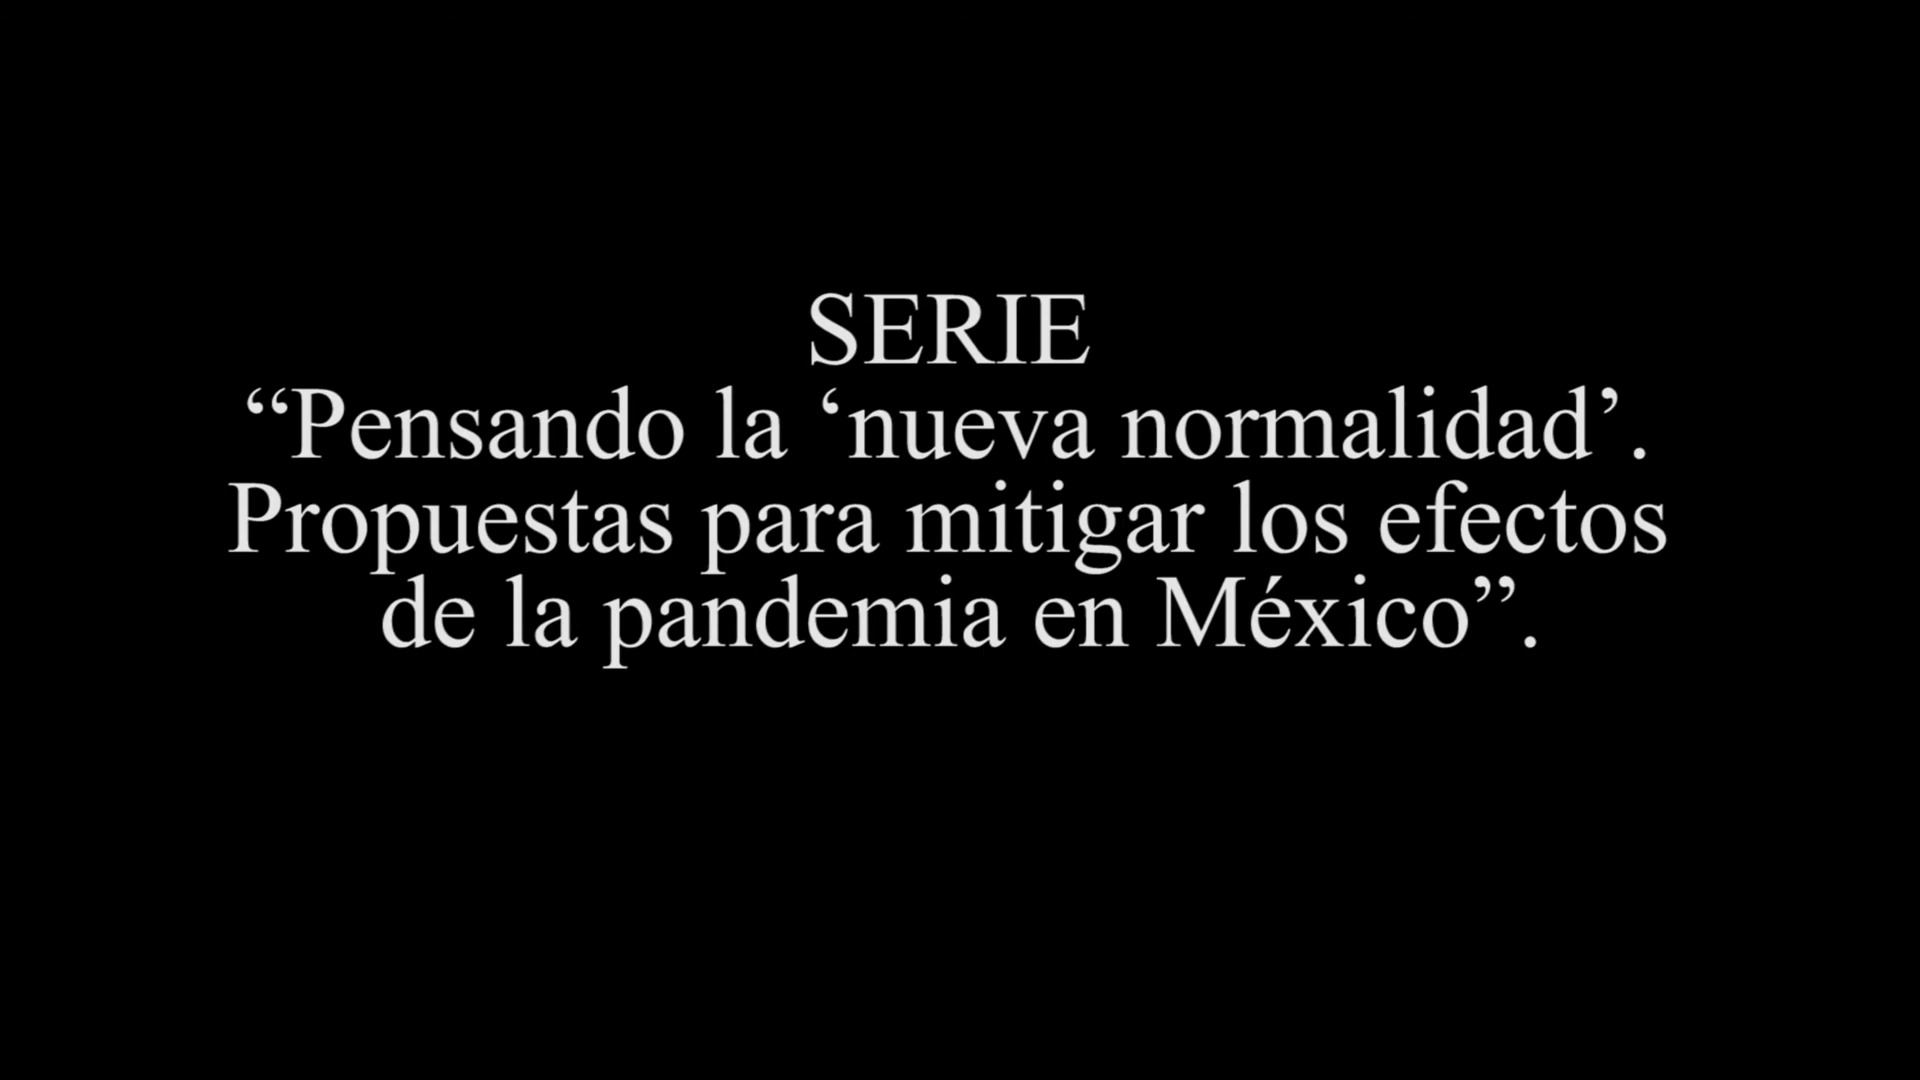 SERIE
“Pensando la ‘nueva normalidad’.
Propuestas para mitigar los efectos
de la pandemia en México”.